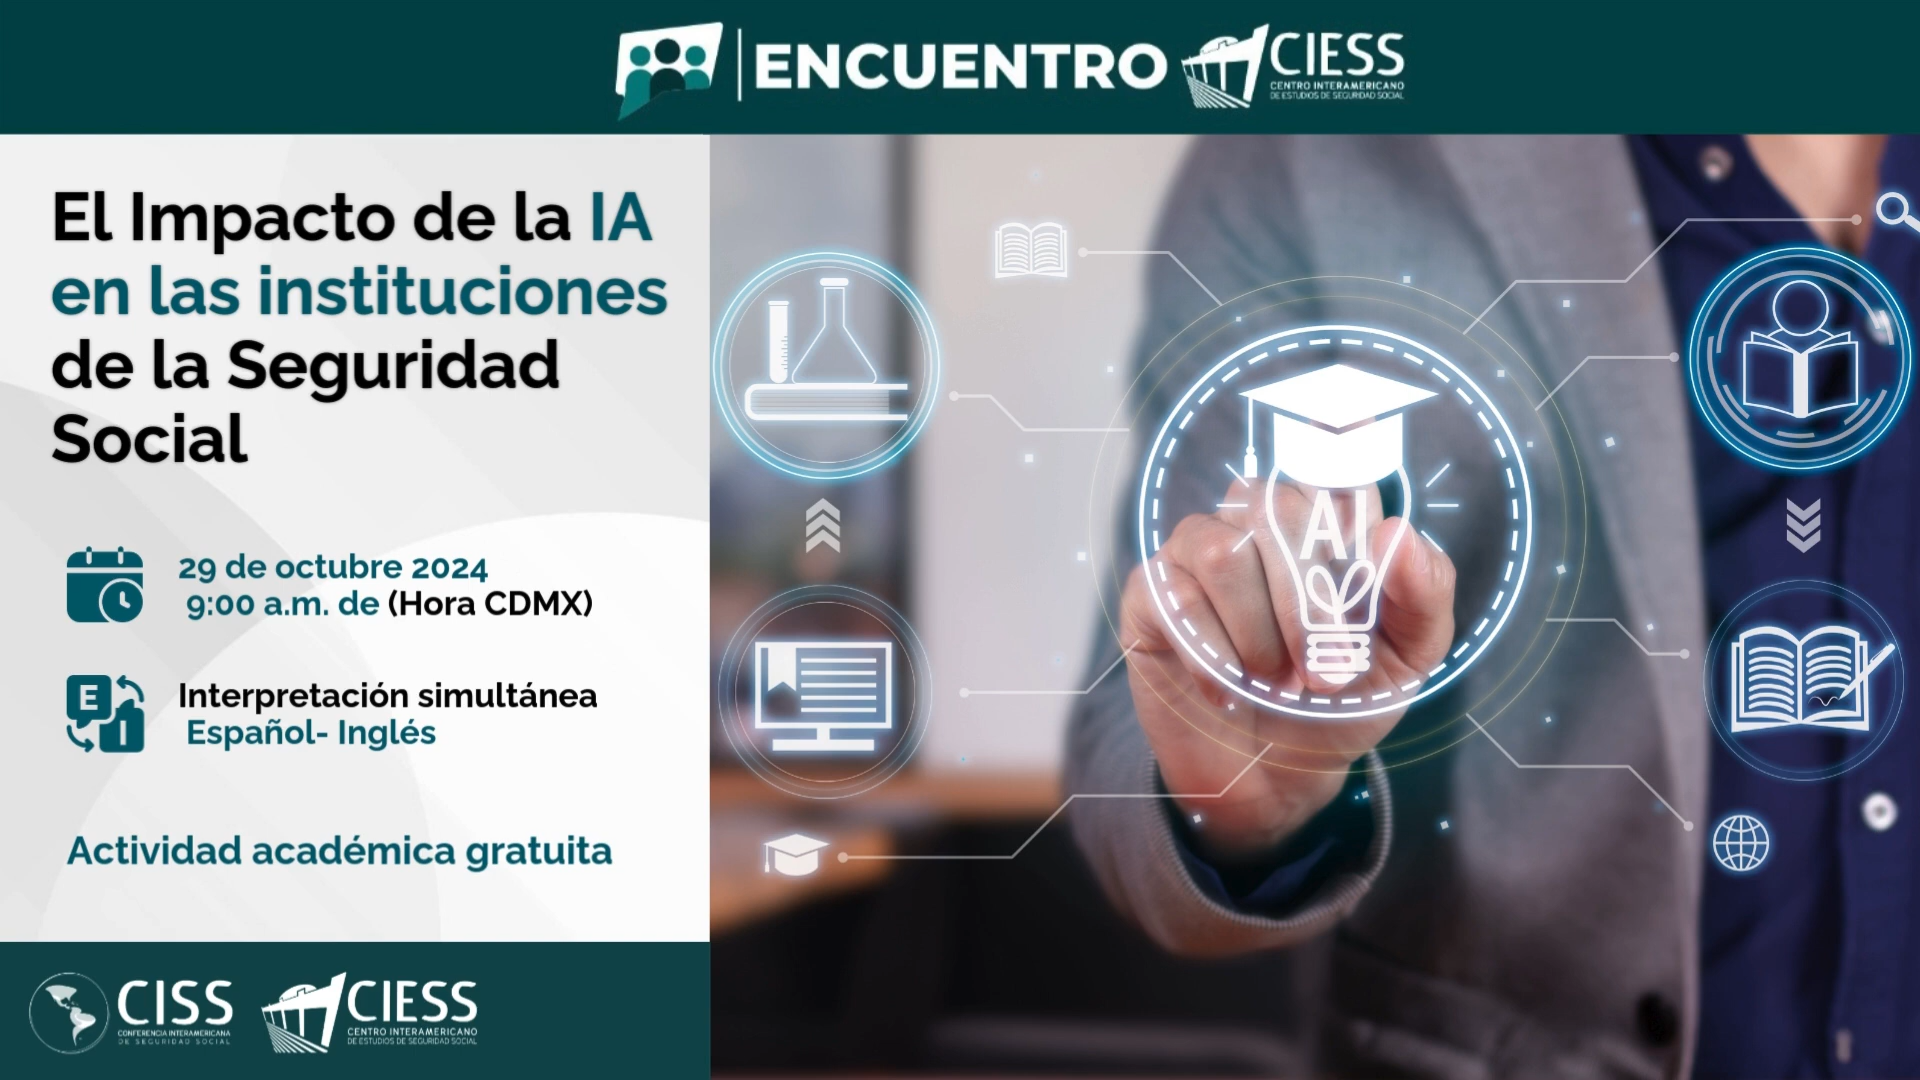 ENCUENTRO
CIESS
CENTRO INTERAMERICANO
DE ESTUDIOS DE SEGURIDAD SOCIAL
El Impacto de la IA
en las instituciones
de la Seguridad
Social
29 de octubre 2024
9:00 a.m. de (Hora CDMX)
E
I
Interpretación simultánea
Español- Inglés
Actividad académica gratuita
AI
CISS
CONFERENCIA INTERAMERICANA
DE SEGURIDAD SOCIAL
CIESS
CENTRO INTERAMERICANO
DE ESTUDIOS DE SEGURIDAD SOCIAL